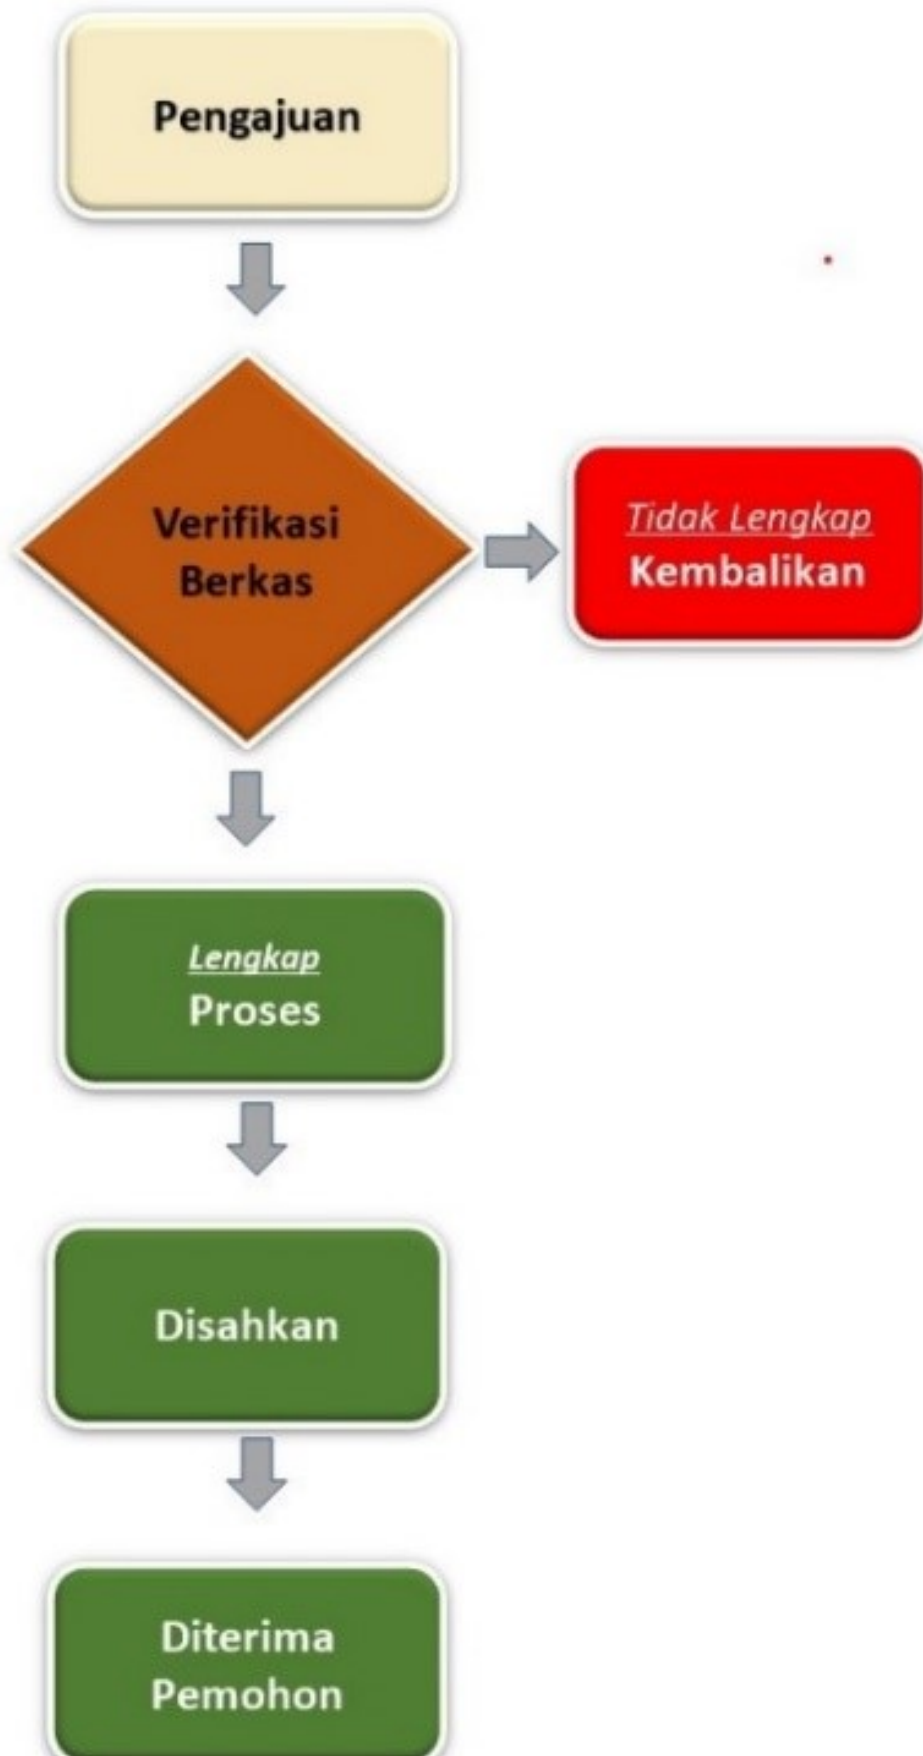 Pengajuan
Verifikasi
Berkas
Tidak Lengkap
Kembalikan
Lengkap
Proses
Disahkan
Diterima
Pemohon